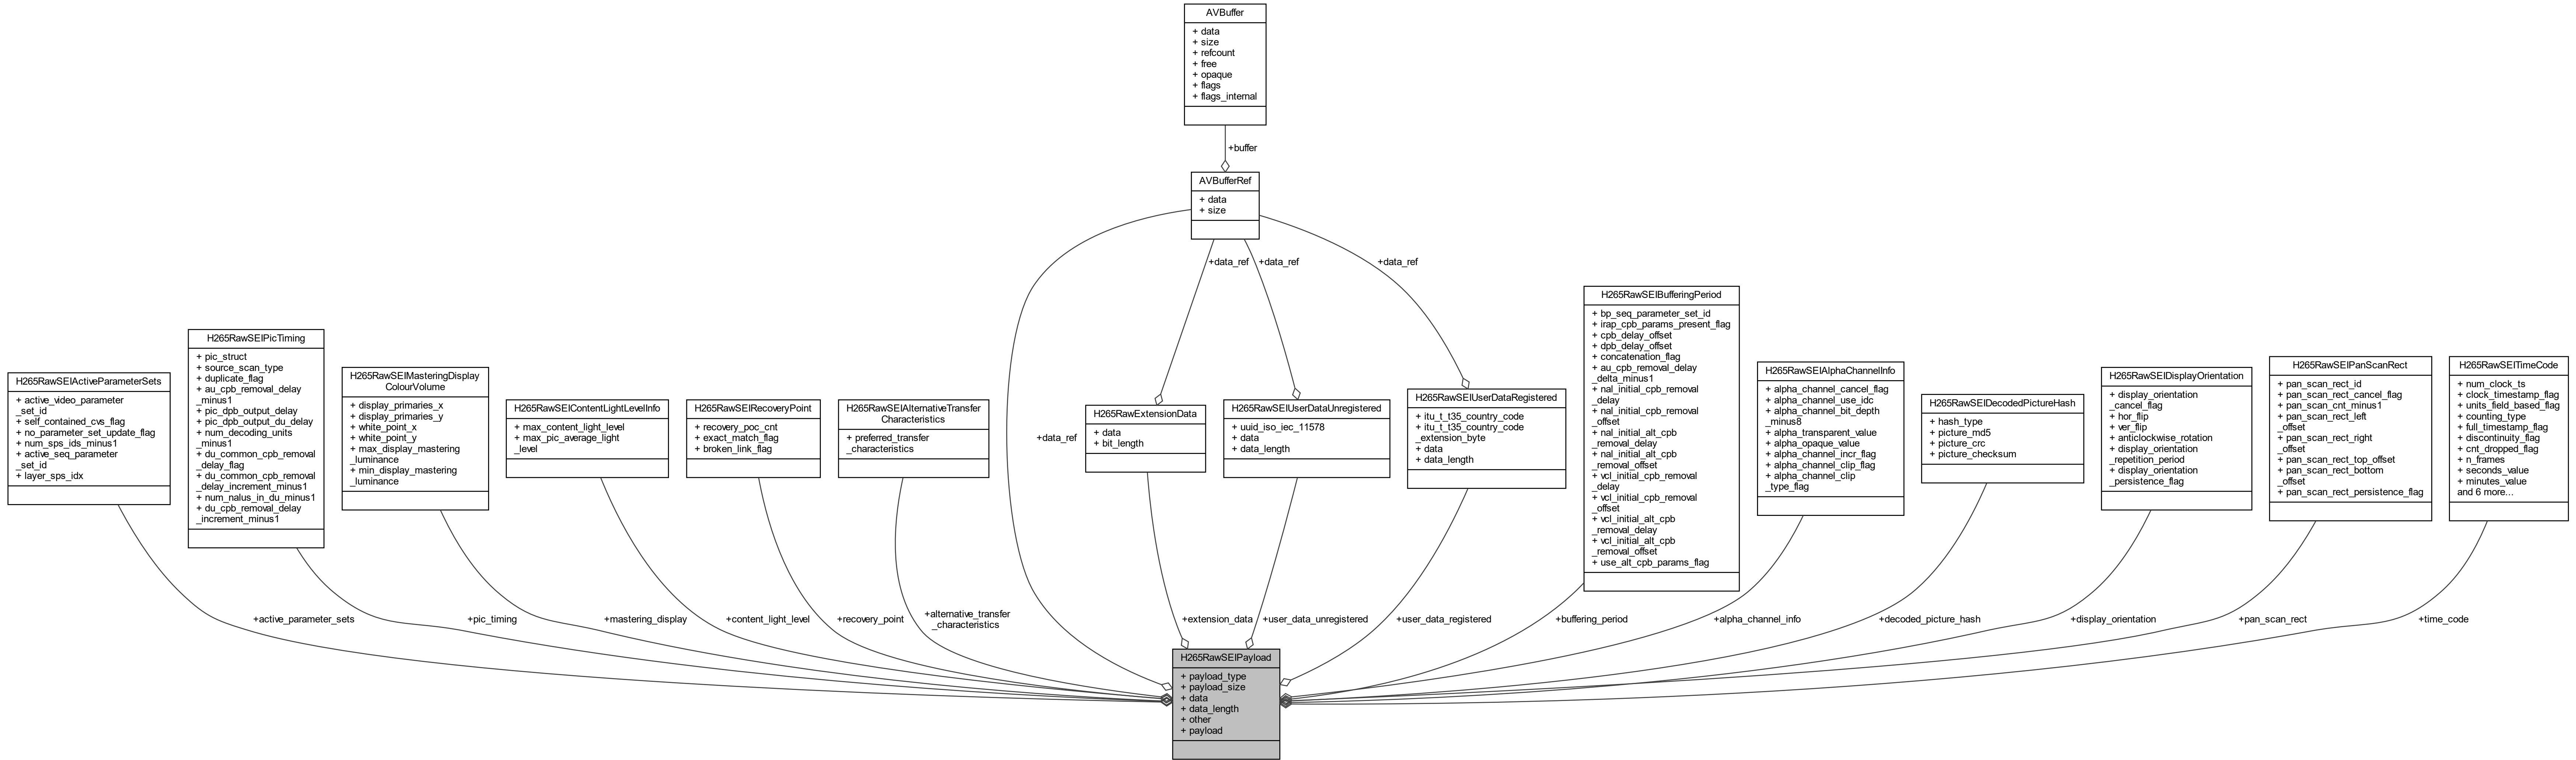 AVBuffer
+ data
+ size
+ refcount
+ free
+ opaque
+ flags
+ flags_internal
+buffer
AVBufferRef
+ data
+ size
+data_ref
+data_ref
+data_ref
+data_ref
H265RawSEIActiveParameterSets
+ active_video_parameter
_set_id
+ self_contained_cvs_flag
+ no_parameter_set_update_flag
+ num_sps_ids_minus1
+ active_seq_parameter
_set_id
+ layer_sps_idx
H265RawSEIPicTiming
+ pic_struct
+ source_scan_type
+ duplicate_flag
+ au_cpb_removal_delay
_minus1
+ pic_dpb_output_delay
+ pic_dpb_output_du_delay
+ num_decoding_units
_minus1
+ du_common_cpb_removal
_delay_flag
+ du_common_cpb_removal
_delay_increment_minus1
+ num_nalus_in_du_minus1
+ du_cpb_removal_delay
_increment_minus1
H265RawSEIMasteringDisplay
ColourVolume
+ display_primaries_x
+ display_primaries_y
+ white_point_x
+ white_point_y
+ max_display_mastering
_luminance
+ min_display_mastering
_luminance
H265RawSEIContentLightLevelInfo
+ max_content_light_level
+ max_pic_average_light
_level
H265RawSEIRecoveryPoint
+ recovery_poc_cnt
+ exact_match_flag
+ broken_link_flag
H265RawSEIAlternativeTransfer
Characteristics
+ preferred_transfer
_characteristics
H265RawExtensionData
+ data
+ bit_length
H265RawSEIUserDataUnregistered
+ uuid_iso_iec_11578
+ data
+ data_length
H265RawSEIUserDataRegistered
+ itu_t_t35_country_code
+ itu_t_t35_country_code
_extension_byte
+ data
+ data_length
H265RawSEIBufferingPeriod
+ bp_seq_parameter_set_id
+ irap_cpb_params_present_flag
+ cpb_delay_offset
+ dpb_delay_offset
+ concatenation_flag
+ au_cpb_removal_delay
_delta_minus1
+ nal_initial_cpb_removal
_delay
+ nal_initial_cpb_removal
_offset
+ nal_initial_alt_cpb
_removal_delay
+ nal_initial_alt_cpb
_removal_offset
+ vcl_initial_cpb_removal
_delay
+ vcl_initial_cpb_removal
_offset
+ vcl_initial_alt_cpb
_removal_delay
+ vcl_initial_alt_cpb
_removal_offset
+ use_alt_cpb_params_flag
H265RawSEIAlphaChannelInfo
+ alpha_channel_cancel_flag
+ alpha_channel_use_idc
+ alpha_channel_bit_depth
_minus8
+ alpha_transparent_value
+ alpha_opaque_value
+ alpha_channel_incr_flag
+ alpha_channel_clip_flag
+ alpha_channel_clip
_type_flag
H265RawSEIDecodedPictureHash
+ hash_type
+ picture_md5
+ picture_crc
+ picture_checksum
H265RawSEIDisplayOrientation
+ display_orientation
_cancel_flag
+ hor_flip
+ ver_flip
+ anticlockwise_rotation
+ display_orientation
_repetition_period
+ display_orientation
_persistence_flag
H265RawSEIPanScanRect
+ pan_scan_rect_id
+ pan_scan_rect_cancel_flag
+ pan_scan_cnt_minus1
+ pan_scan_rect_left
_offset
+ pan_scan_rect_right
_offset
+ pan_scan_rect_top_offset
+ pan_scan_rect_bottom
_offset
+ pan_scan_rect_persistence_flag
H265RawSEITimeCode
+ num_clock_ts
+ clock_timestamp_flag
+ units_field_based_flag
+ counting_type
+ full_timestamp_flag
+ discontinuity_flag
+ cnt_dropped_flag
+ n_frames
+ seconds_value
+ minutes_value
and 6 more...
+active_parameter_sets
+pic_timing
+mastering_display
+content_light_level
+recovery_point
+alternative_transfer
_characteristics
+extension_data
+user_data_unregistered
+user_data_registered
+buffering_period
+alpha_channel_info
+decoded_picture_hash
+display_orientation
+pan_scan_rect
+time_code
H265RawSEIPayload
+ payload_type
+ payload_size
+ data
+ data_length
+ other
+ payload